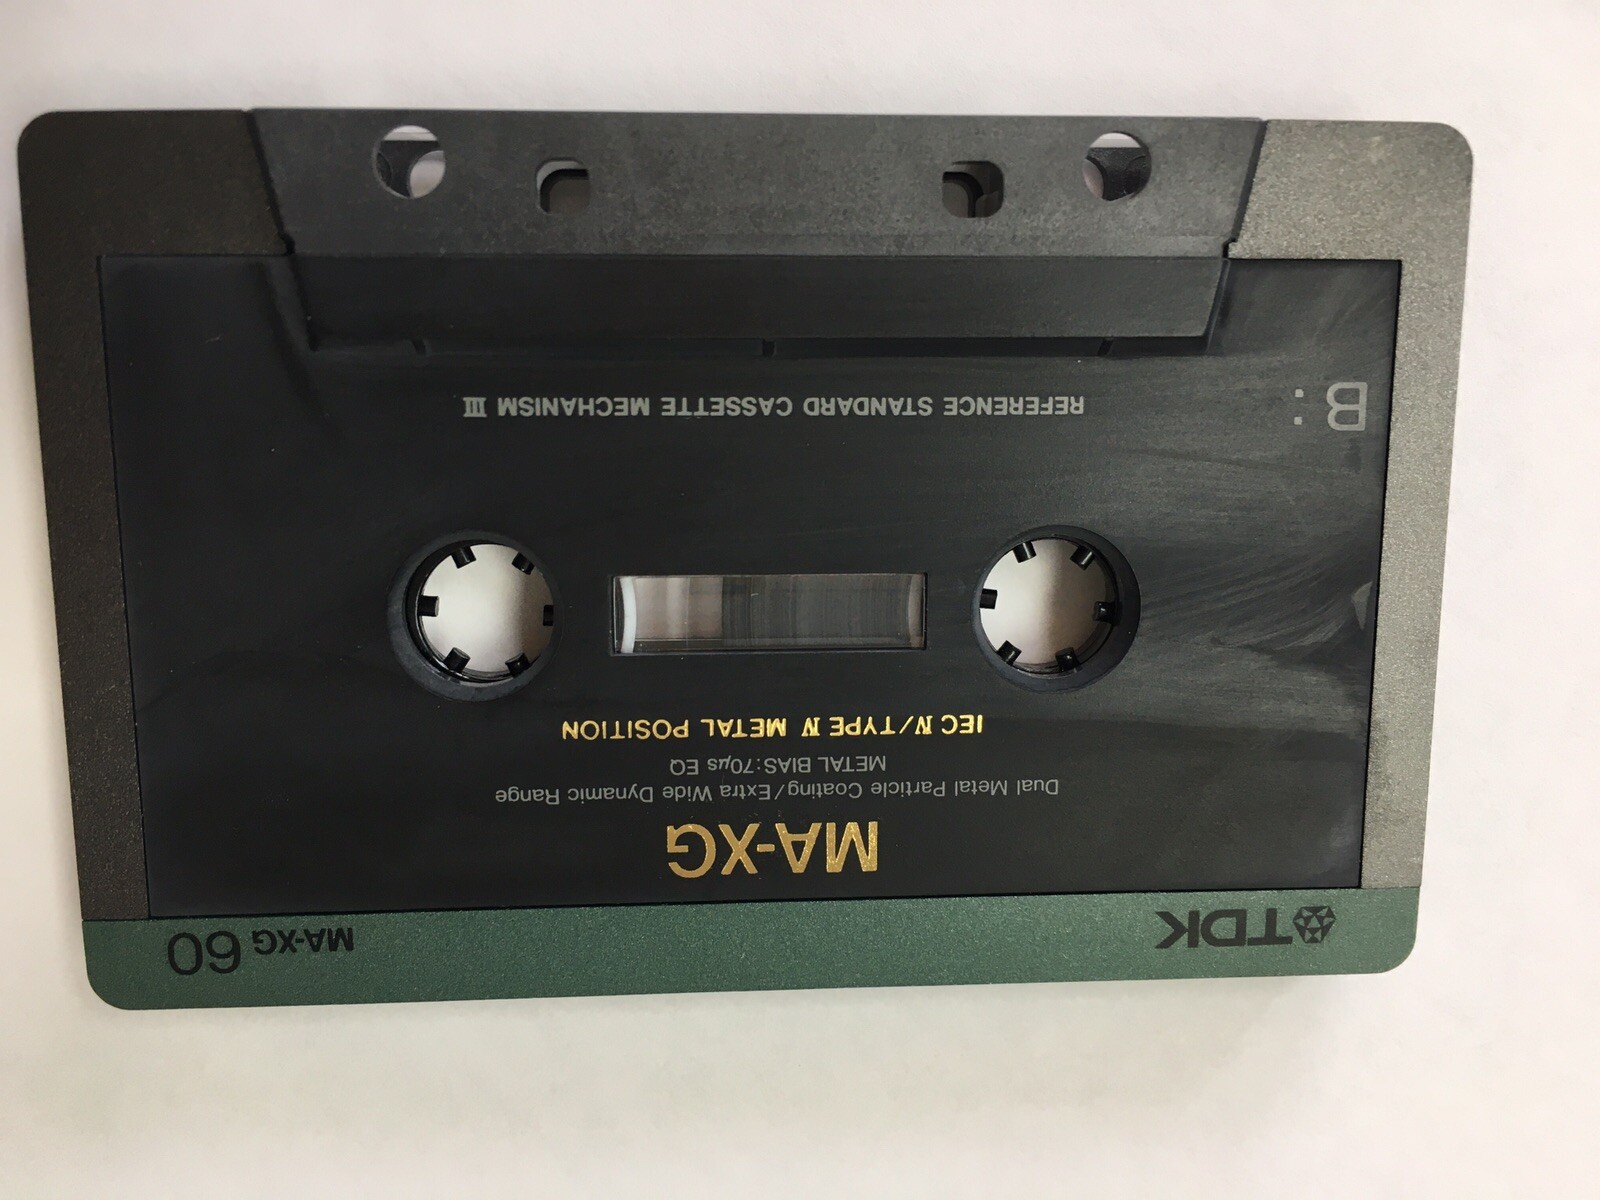 TDK
MA-XG 60
MA-XG
Dual Metal Particle Coating/Extra Wide Dynamic Range
METAL BIAS:70μs EQ
IEC IV/TYPE IV METAL POSITION
B:
REFERENCE STANDARD CASSETTE MECHANISM III